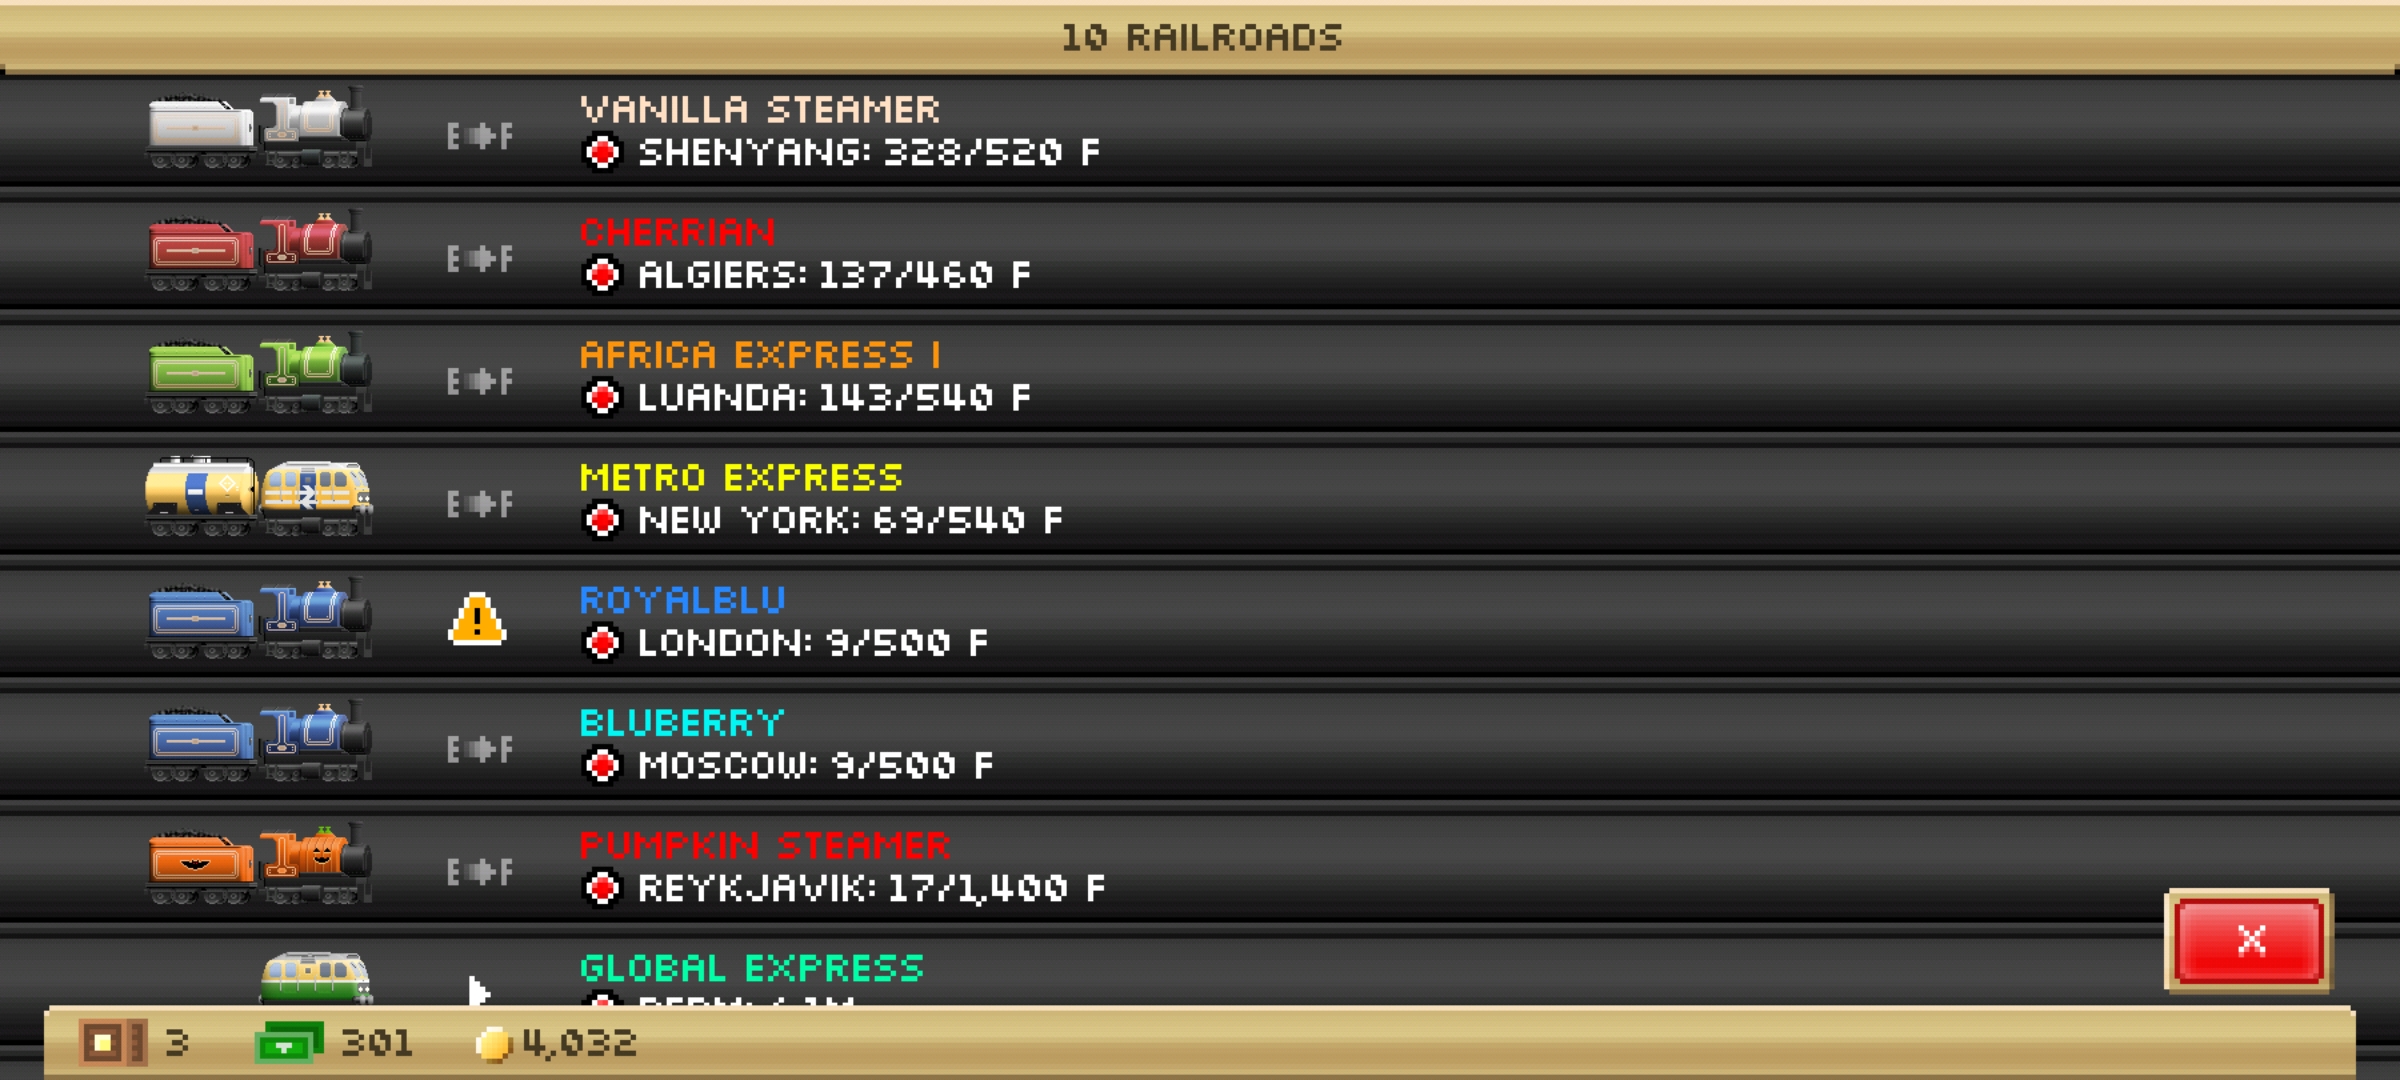 10 RAILROADS
VANILLA STEAMER
E F
SHENYANG: 328/520 F
CHERRIAN
E F
ALGIERS: 137/460 F
AFRICA EXPRESS I
E F
LUANDA: 143/540 F
METRO EXPRESS
E F
NEW YORK: 69/540 F
ROYALBLU
!
LONDON: 9/500 F
BLUBERRY
E F
MOSCOW: 9/500 F
PUMPKIN STEAMER
E F
REYKJAVIK: 17/1,400 F
X
GLOBAL EXPRESS
3 301 4,032